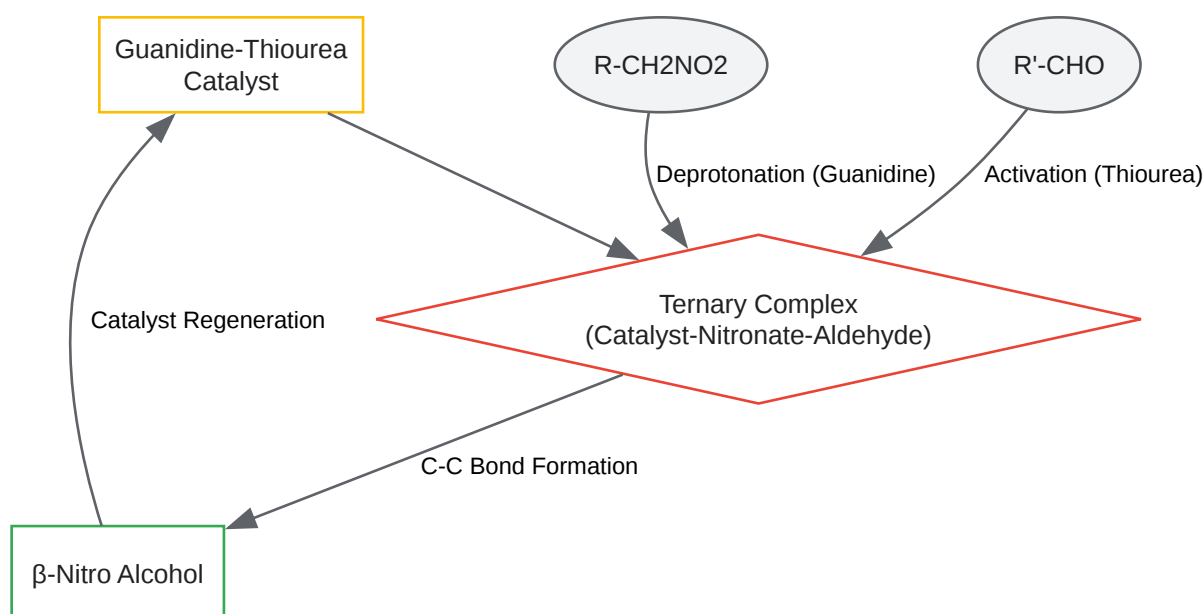 Guanidine-Thiourea
Catalyst
R-CH2NO2
R'-CHO
Deprotonation (Guanidine)
Activation (Thiourea)
Ternary Complex
(Catalyst-Nitronate-Aldehyde)
Catalyst Regeneration
C-C Bond Formation
β-Nitro Alcohol